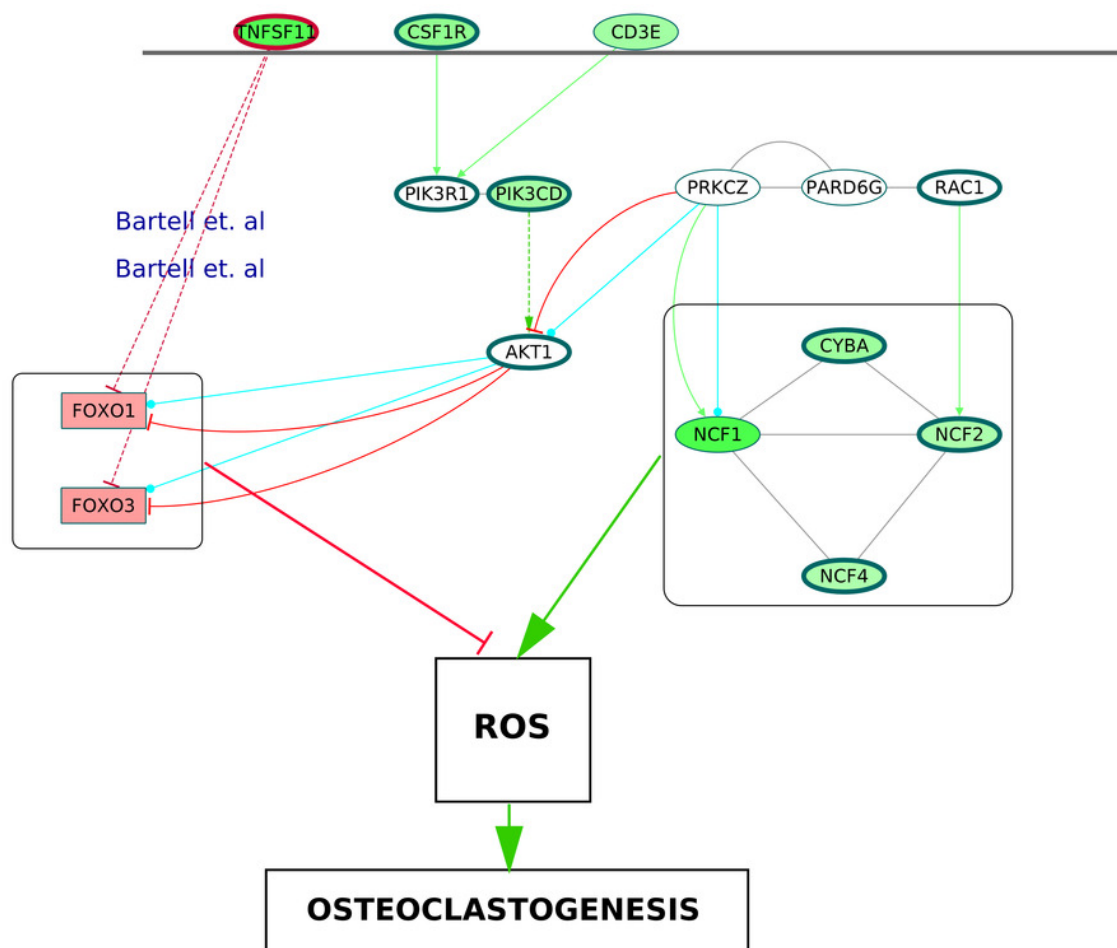 TNFSF11
CSF1R
CD3E
PIK3R1
PIK3CD
PRKCZ
PARD6G
RAC1
Bartell et. al
Bartell et. al
AKT1
CYBA
FOXO1
NCF1
NCF2
FOXO3
NCF4
ROS
OSTEOCLASTOGENESIS